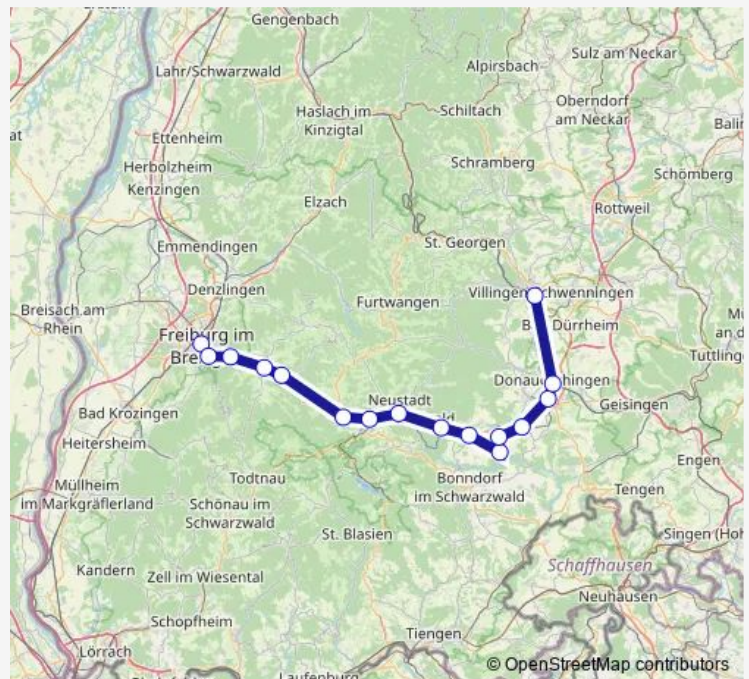 Gengenbach
Sulz am Neckar
Alpirsbach
Lahr/Schwarzwald
Oberndorf
am Neckar
Haslach im
Kinzigtal
Schiltach
Ettenheim
Schramberg
Herbolzheim
Kenzingen
Schömberg
Elzach
Rottweil
St. Georgen
Emmendingen
Denzlingen
Furtwangen
Breisach am
Rhein
Dürrheim
Freiburg im
Neustadt
Geisingen
Bad Krozingen
Heitersheim
Engen
Todtnau
Bonndorf
im Schwarzwald
Müllheim
im Markgräflerland
Tengen
Schönau im
Schwarzwald
St. Blasien
Schaffhausen
Kandern
Zell im Wiesental
Neuhausen
Schopfheim
Tiengen
Lörrach
© OpenStreetMap contributors